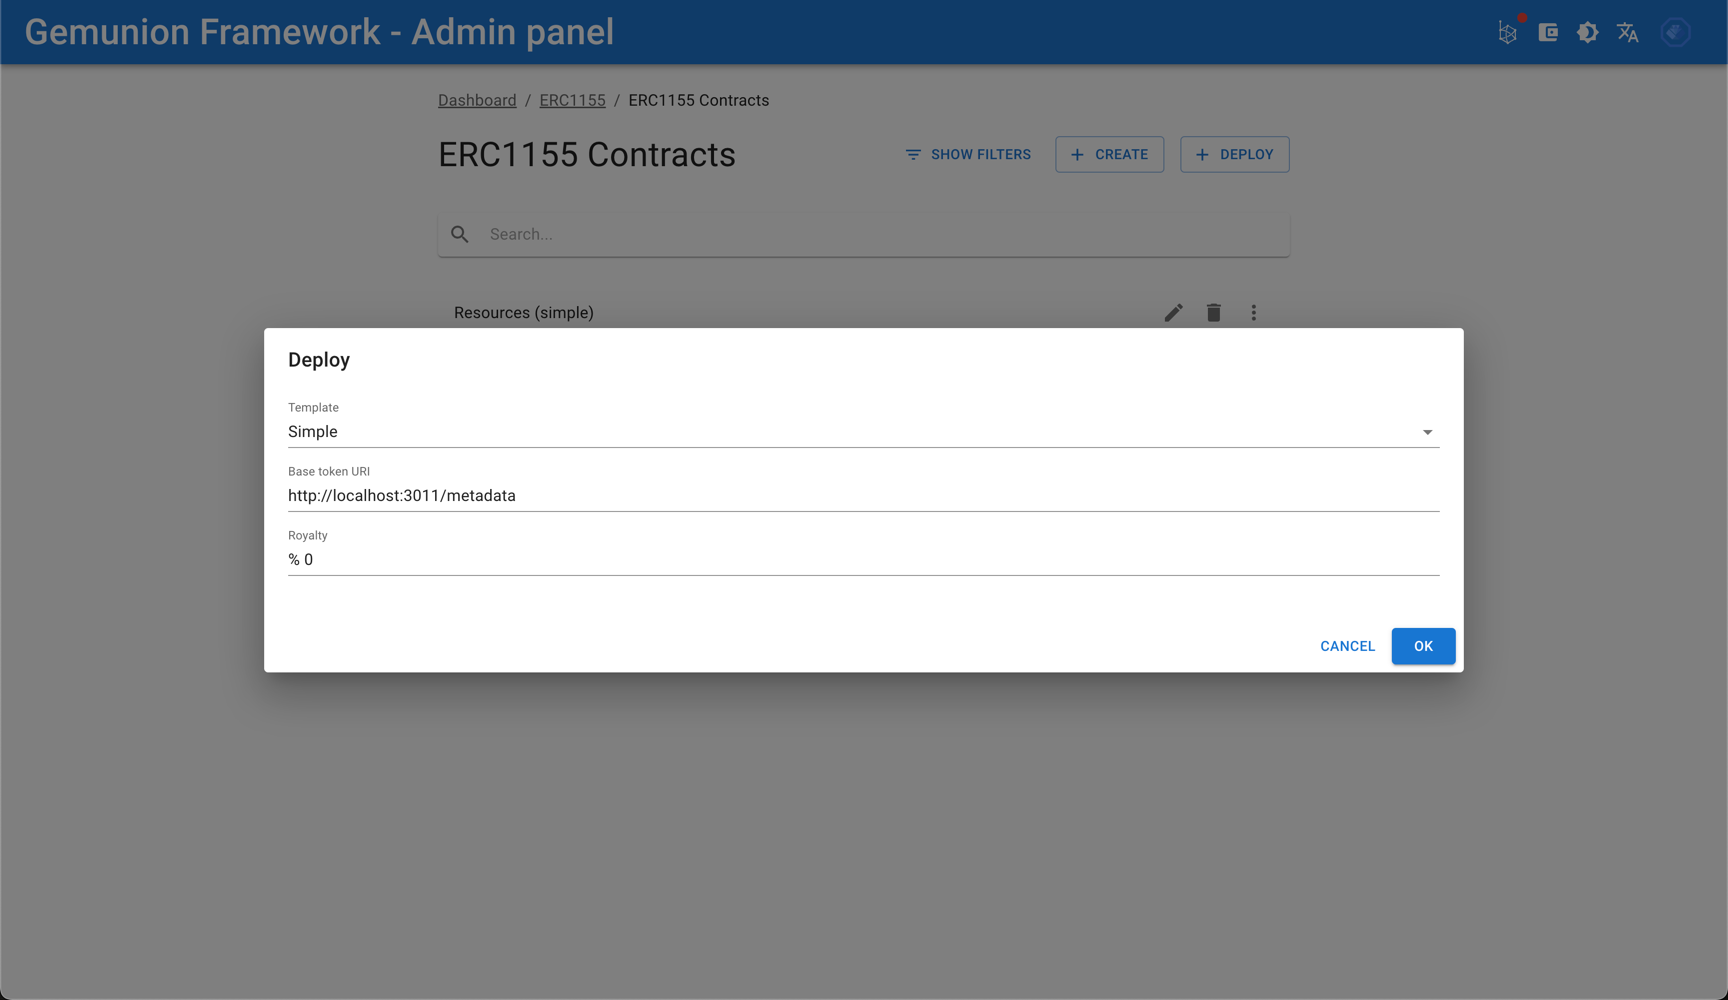 Gemunion Framework - Admin panel
Dashboard / ERC1155 / ERC1155 Contracts
ERC1155 Contracts
SHOW FILTERS
+ CREATE
+ DEPLOY
Search...
Resources (simple)
Deploy
Template
Simple
Base token URI
http://localhost:3011/metadata
Royalty
% 0
CANCEL
OK